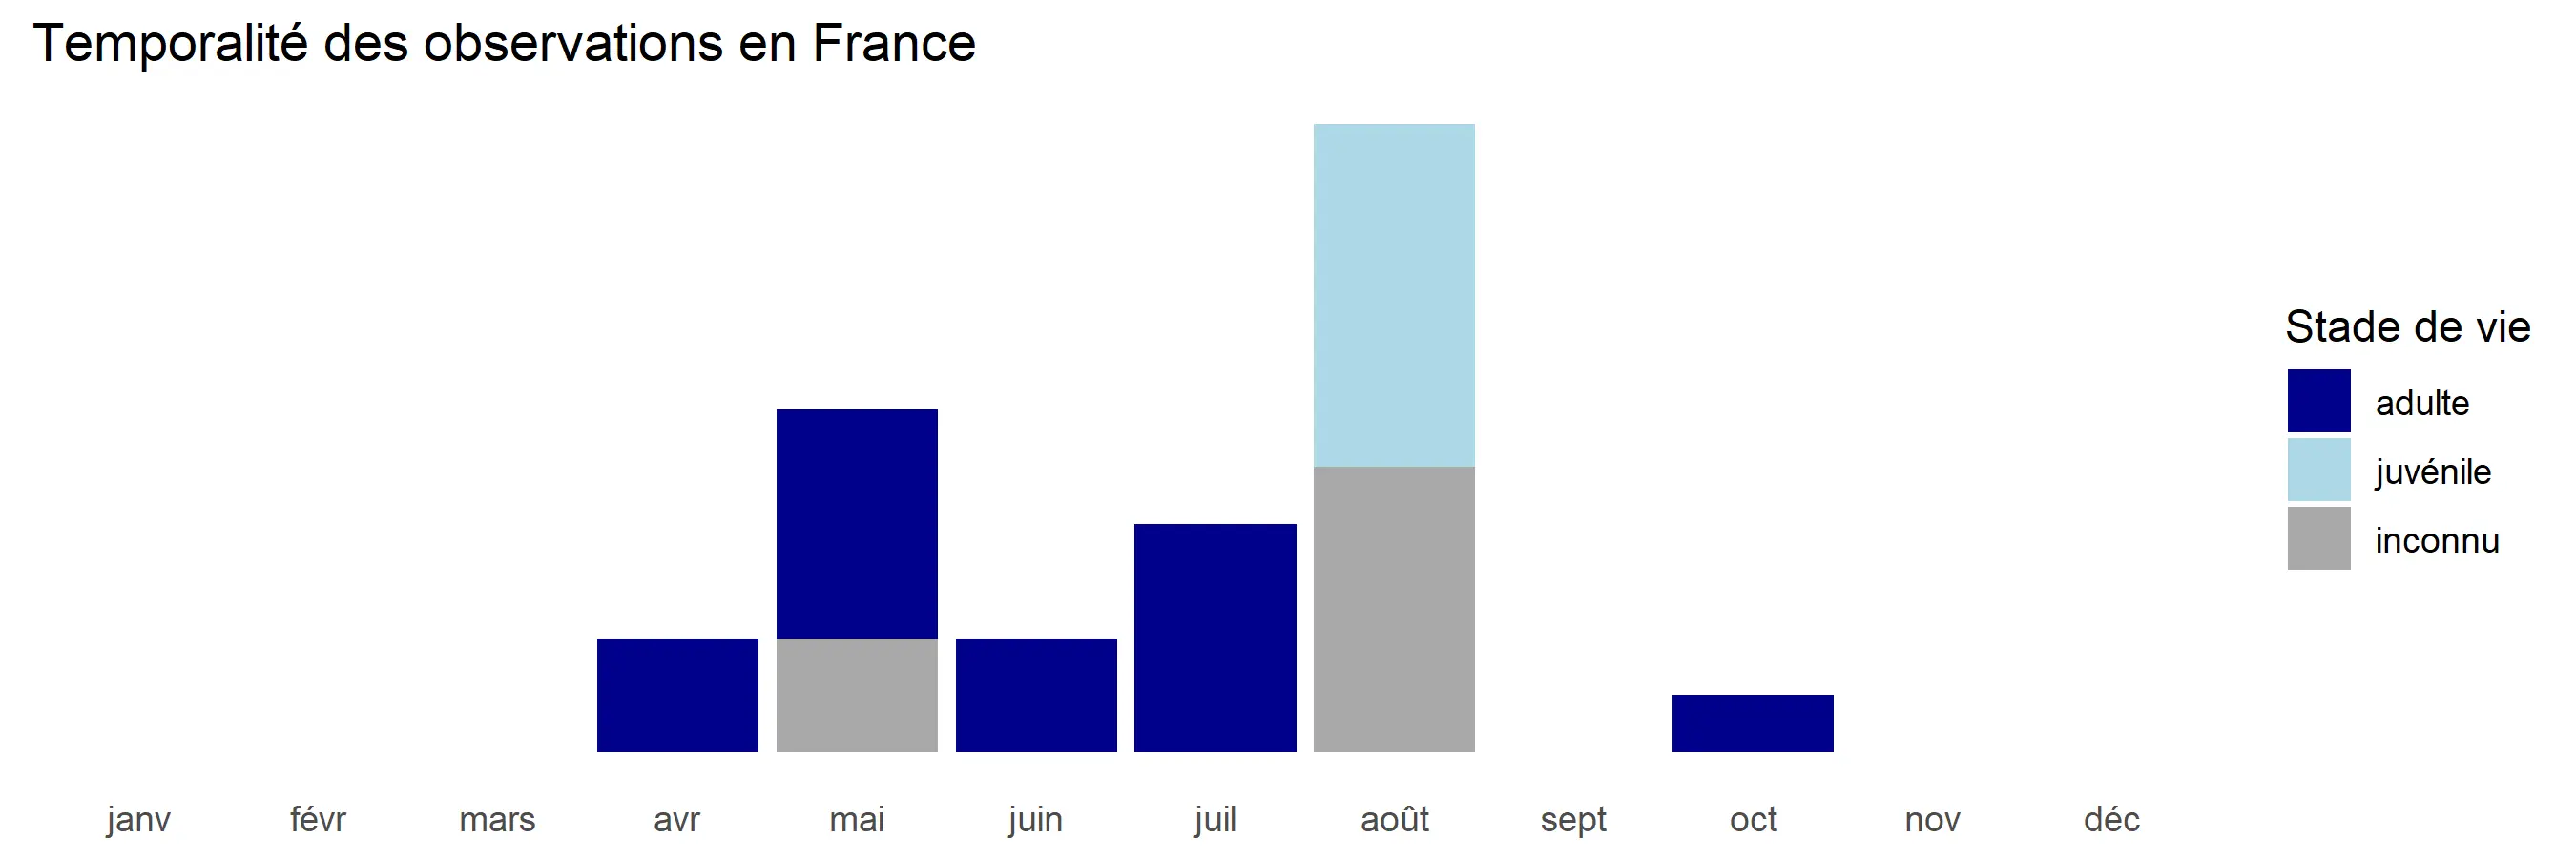 Temporalité des observations en France
Stade de vie
adulte
juvénile
inconnu
janv févr mars avr mai juin juil août sept oct nov déc